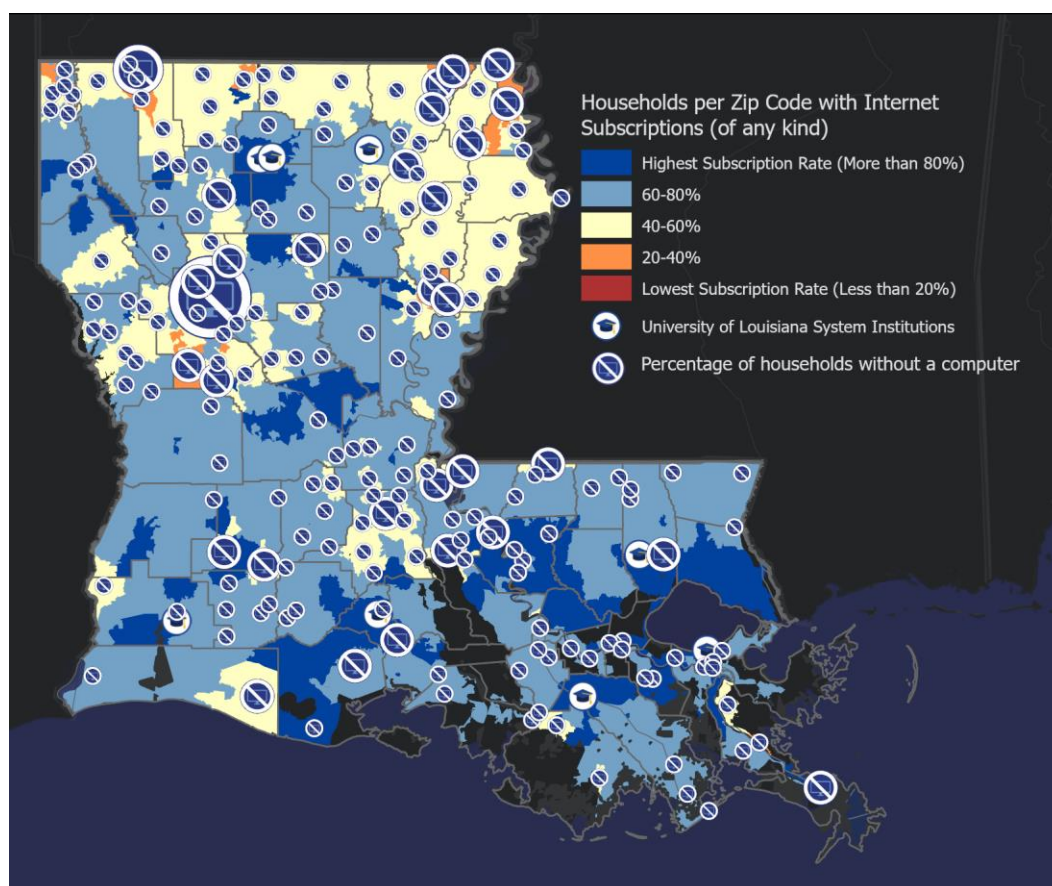 Households per Zip Code with Internet
Subscriptions (of any kind)
Highest Subscription Rate (More than 80%)
60-80%
40-60%
20-40%
Lowest Subscription Rate (Less than 20%)
University of Louisiana System Institutions
Percentage of households without a computer